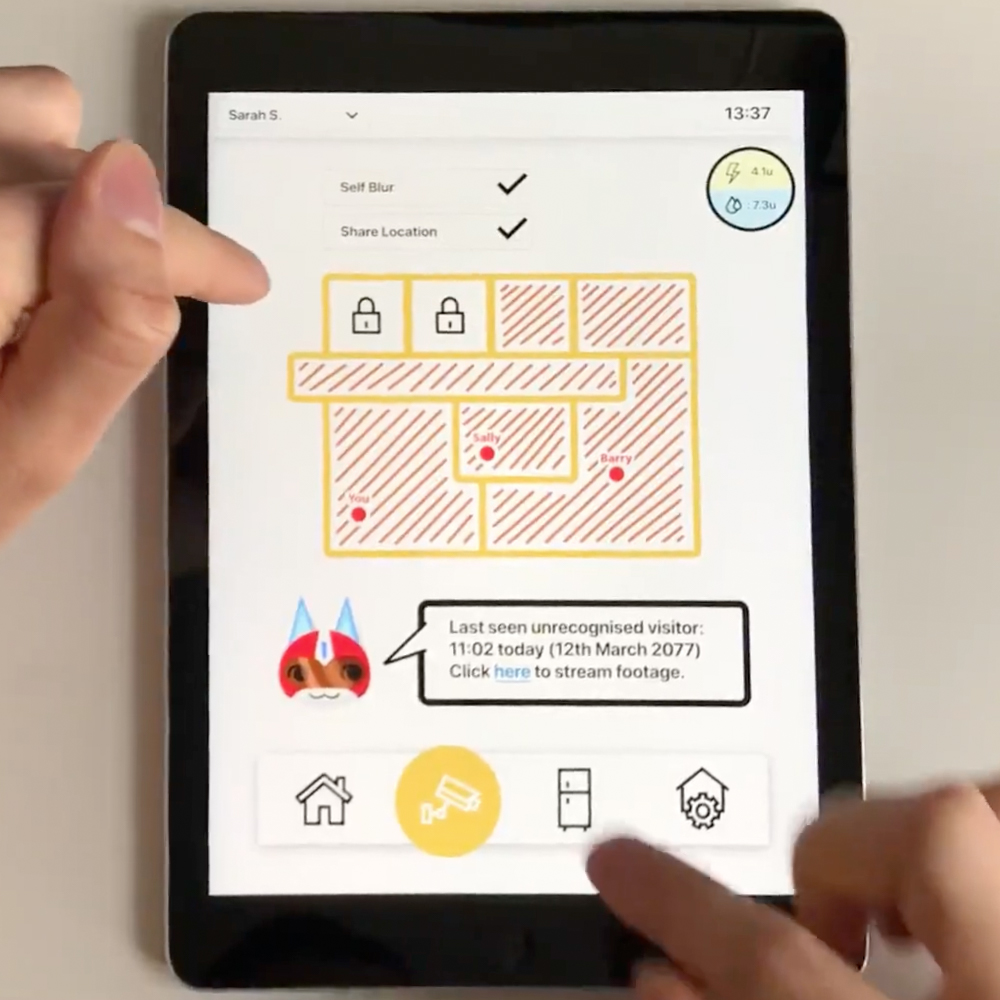 Sarah S.
13:37
4.1u
: 7.3u
Self Blur
Share Location
Sally
Barry
You
Last seen unrecognised visitor:
11:02 today (12th March 2077)
Click here to stream footage.